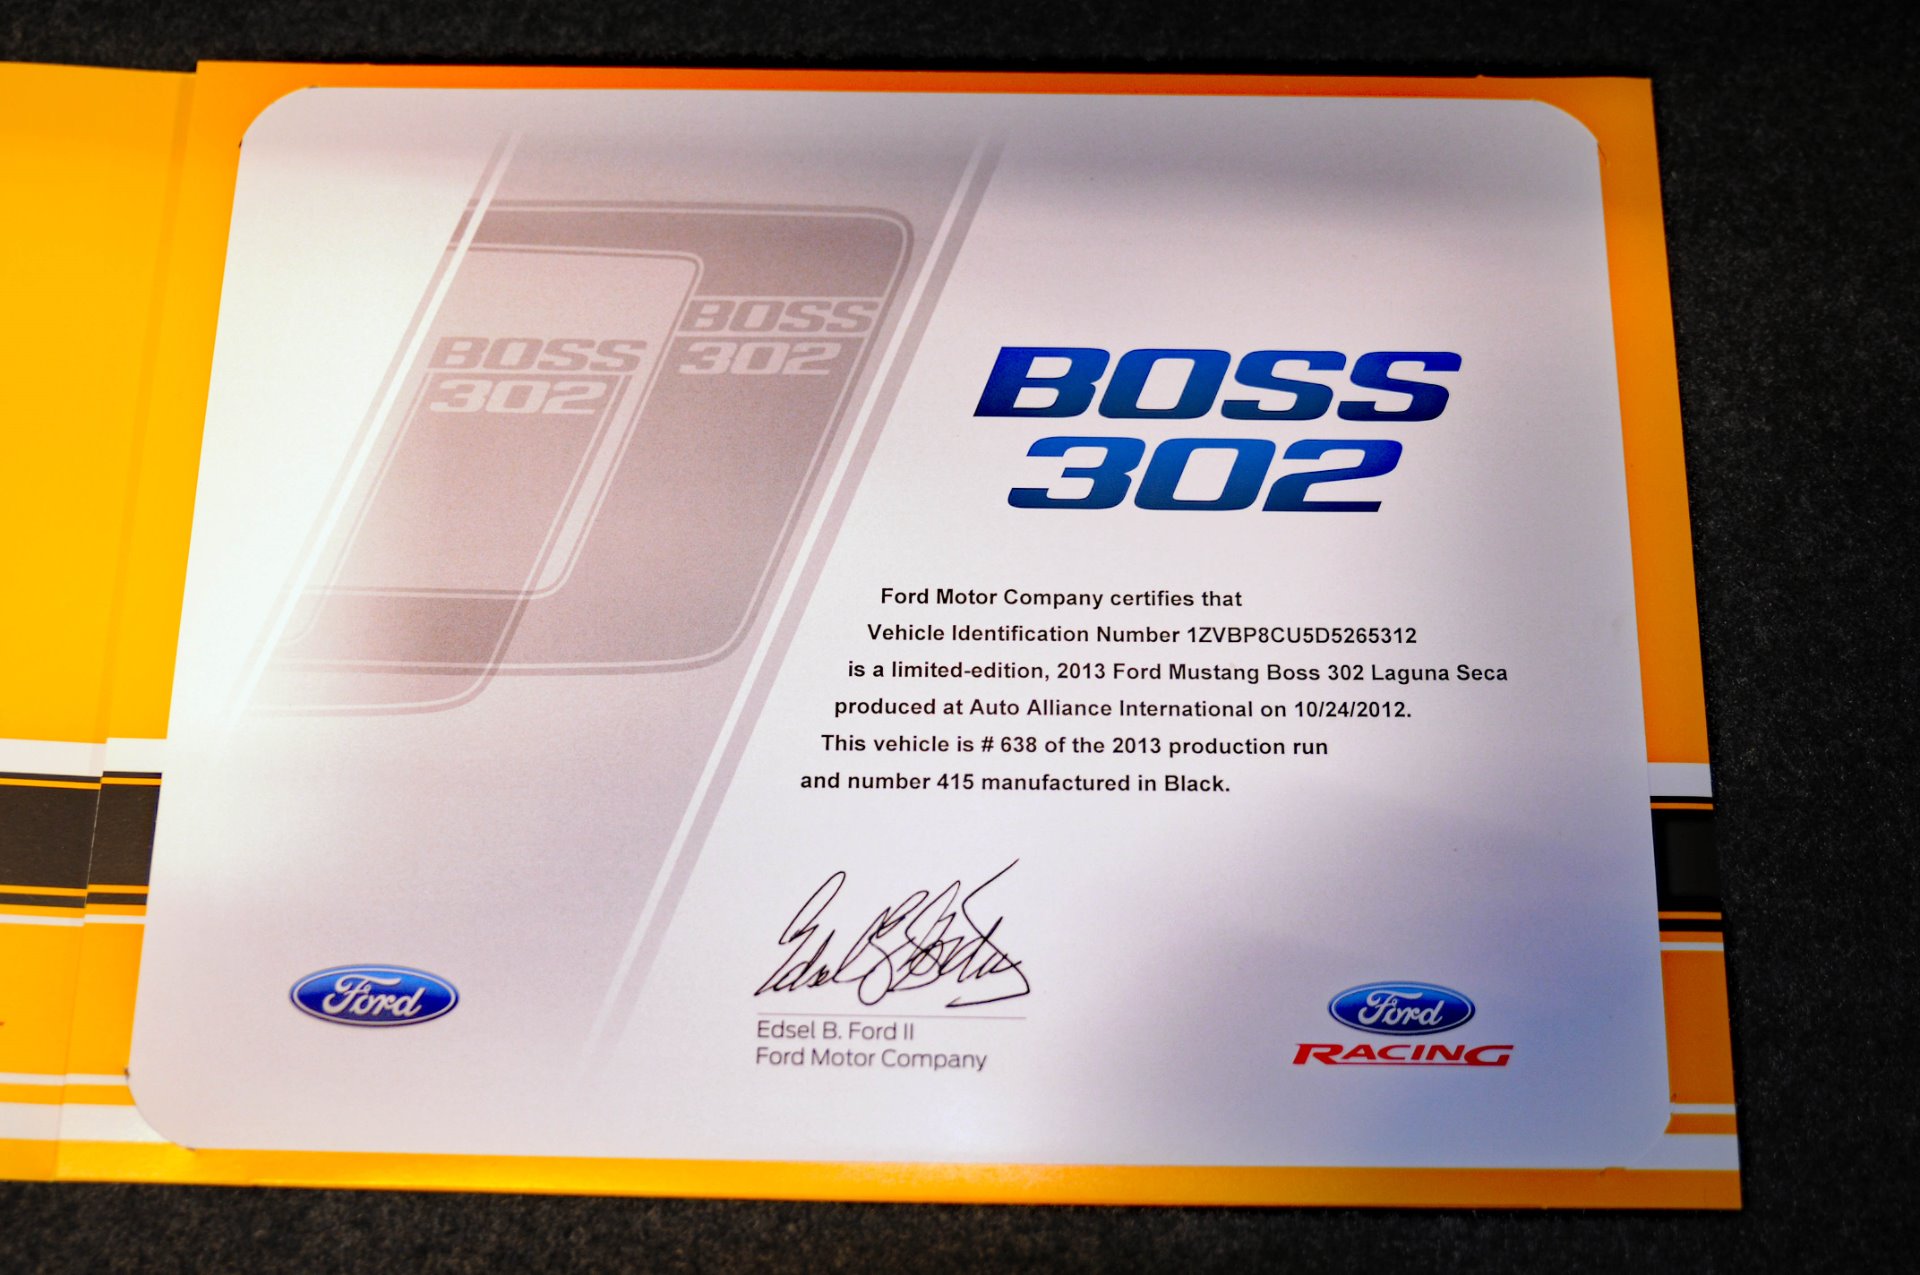 BOSS
302
BOSS
302
BOSS
302
Ford Motor Company certifies that
Vehicle Identification Number 1ZVBP8CU5D5265312
is a limited-edition, 2013 Ford Mustang Boss 302 Laguna Seca
produced at Auto Alliance International on 10/24/2012.
This vehicle is # 638 of the 2013 production run
and number 415 manufactured in Black.
Edsel B. Ford II
Edsel B. Ford II
Ford Motor Company
Ford
Ford
RACING